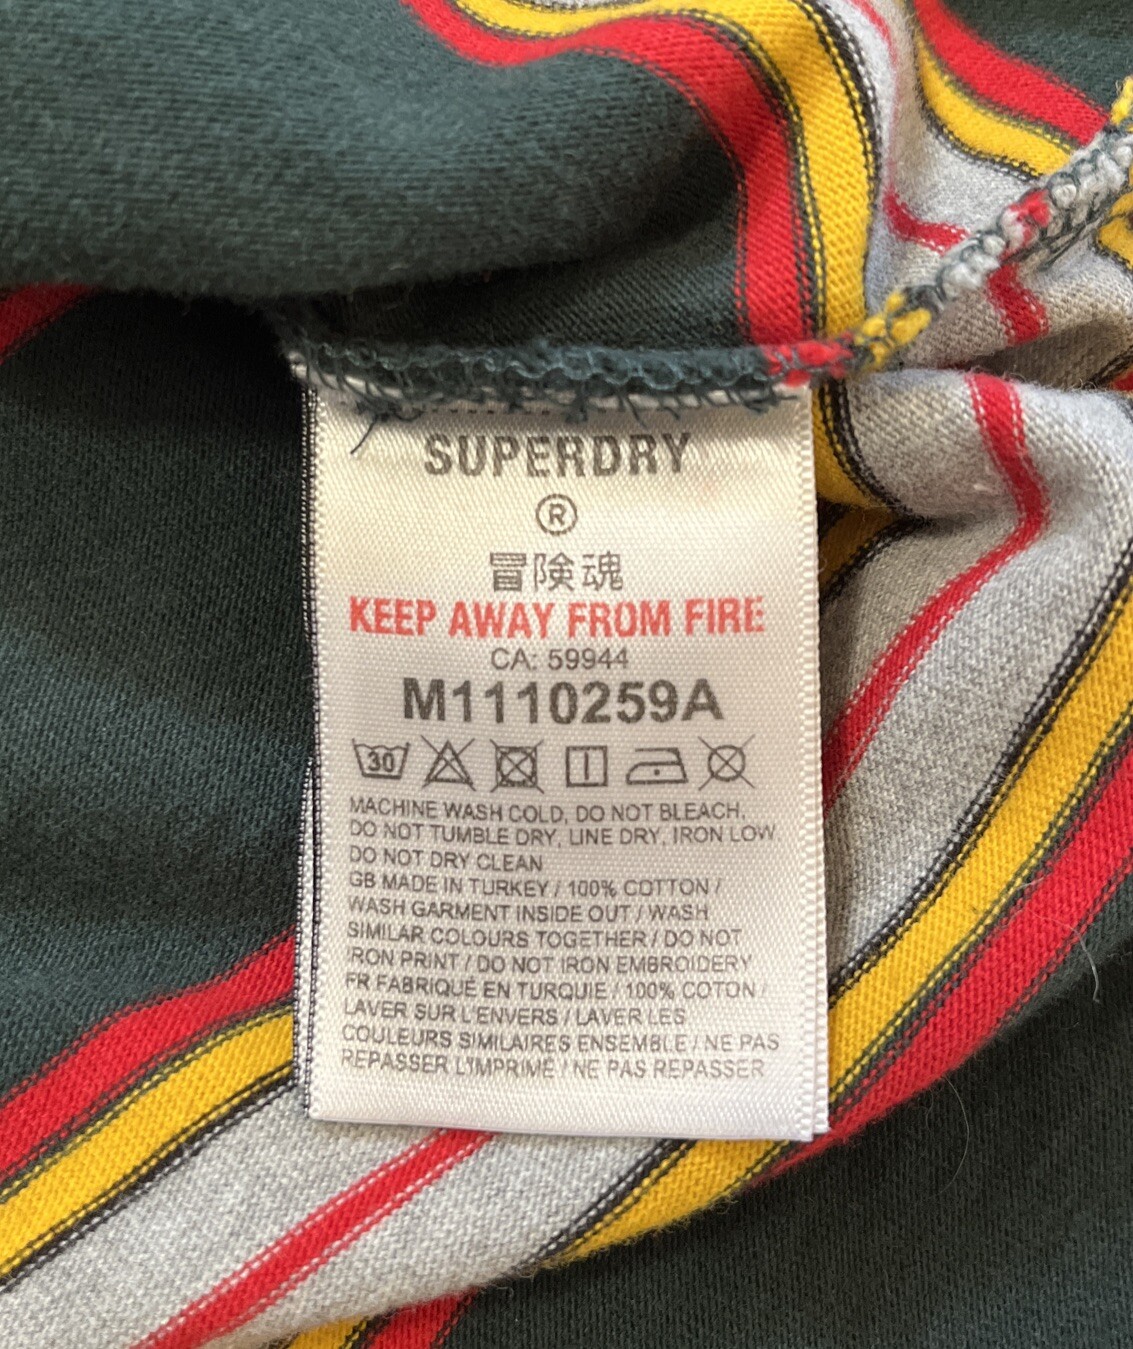 SUPERDRY
®
冒険魂
KEEP AWAY FROM FIRE
CA: 59944
M1110259A
30
MACHINE WASH COLD, DO NOT BLEACH,
DO NOT TUMBLE DRY, LINE DRY, IRON LOW
DO NOT DRY CLEAN
GB MADE IN TURKEY / 100% COTTON /
WASH GARMENT INSIDE OUT / WASH
SIMILAR COLOURS TOGETHER / DO NOT
IRON PRINT / DO NOT IRON EMBROIDERY
FR FABRIQUÉ EN TURQUIE / 100% COTON /
LAVER SUR L'ENVERS / LAVER LES
COULEURS SIMILAIRES ENSEMBLE / NE PAS
REPASSER L'IMPRIMÉ / NE PAS REPASSER